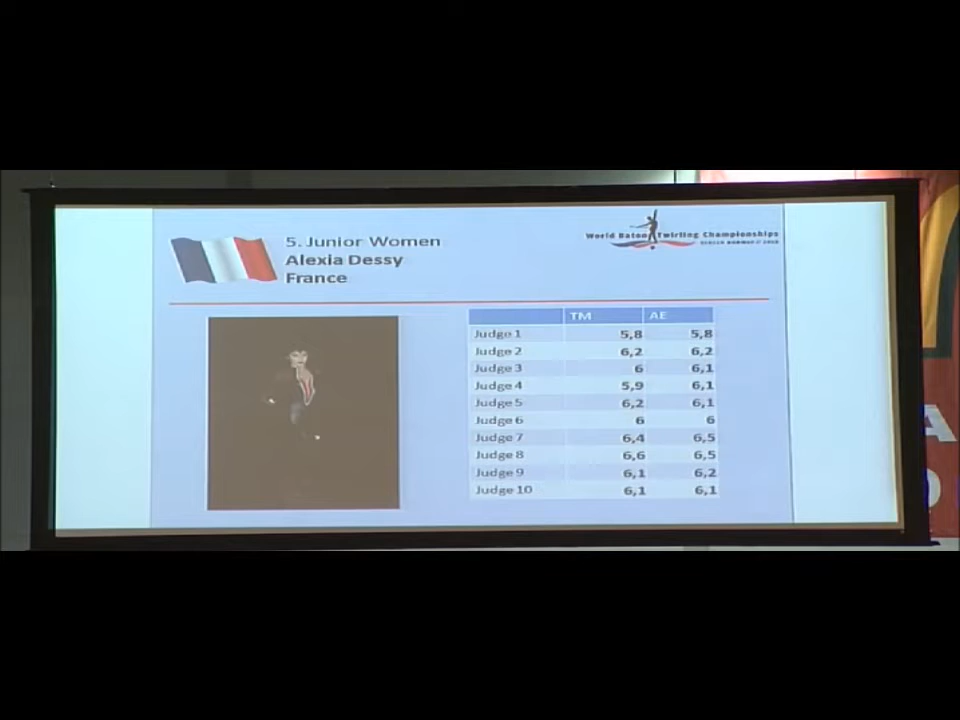 5. Junior Women
Alexia Dessy
France
World Baton Twirling Championships
TM AE
Judge 1 5,8 5,8
Judge 2 6,2 6,2
Judge 3 6 6,1
Judge 4 5,9 6,1
Judge 5 6,2 6,1
Judge 6 6 6
Judge 7 6,4 6,5
Judge 8 6,6 6,5
Judge 9 6,1 6,2
Judge 10 6,1 6,1
A